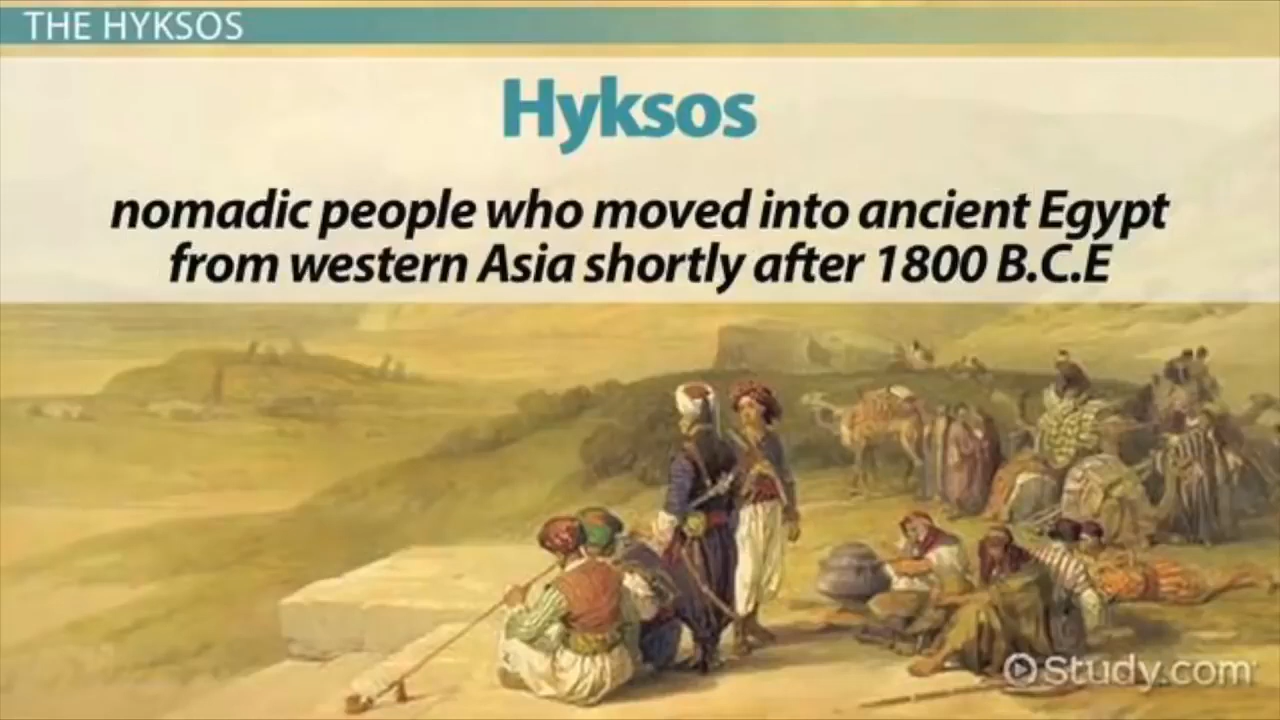 THE HYKSOS
Hyksos
nomadic people who moved into ancient Egypt
from western Asia shortly after 1800 B.C.E
Study.com